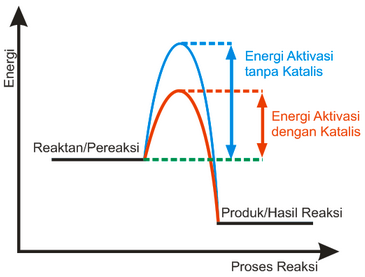 Energi
Energi Aktivasi
tanpa Katalis
Energi Aktivasi
dengan Katalis
Reaktan/Pereaksi
Produk/Hasil Reaksi
Proses Reaksi